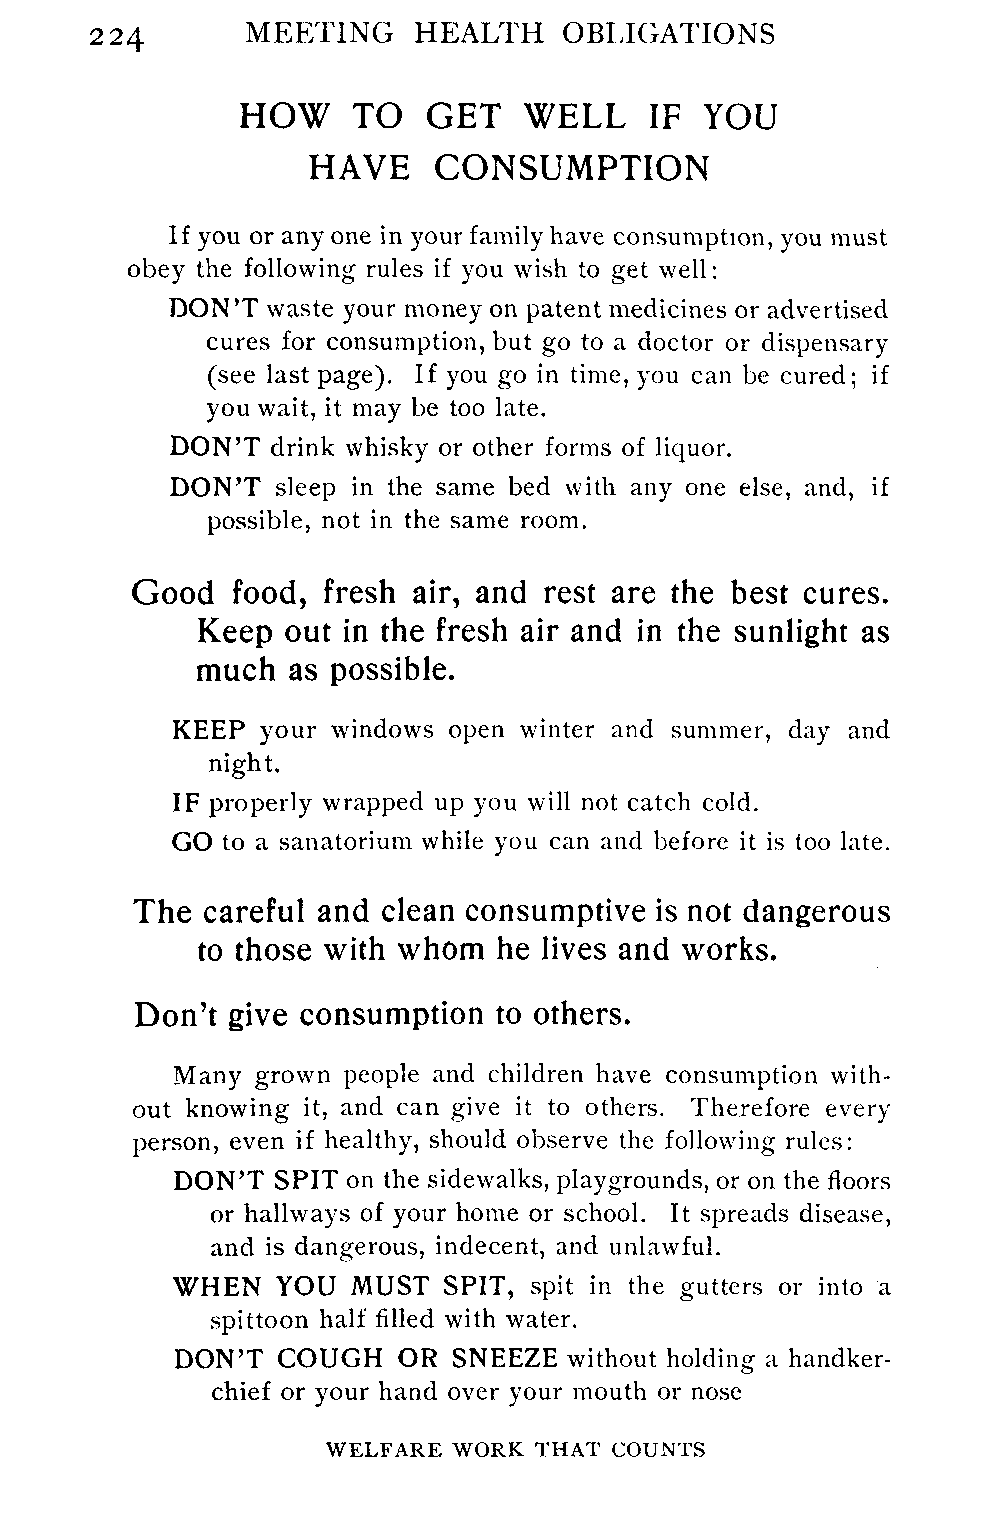 224 MEETING HEALTH OBLIGATIONS
HOW TO GET WELL IF YOU
HAVE CONSUMPTION
If you or any one in your family have consumption, you must
obey the following rules if you wish to get well:
DON'T waste your money on patent medicines or advertised
cures for consumption, but go to a doctor or dispensary
(see last page). If you go in time, you can be cured; if
you wait, it may be too late.
DON'T drink whisky or other forms of liquor.
DON'T sleep in the same bed with any one else, and, if
possible, not in the same room.
Good food, fresh air, and rest are the best cures.
Keep out in the fresh air and in the sunlight as
much as possible.
KEEP your windows open winter and summer, day and
night.
IF properly wrapped up you will not catch cold.
GO to a sanatorium while you can and before it is too late.
The careful and clean consumptive is not dangerous
to those with whom he lives and works.
Don't give consumption to others.
Many grown people and children have consumption with-
out knowing it, and can give it to others. Therefore every
person, even if healthy, should observe the following rules:
DON'T SPIT on the sidewalks, playgrounds, or on the floors
or hallways of your home or school. It spreads disease,
and is dangerous, indecent, and unlawful.
WHEN YOU MUST SPIT, spit in the gutters or into a
spittoon half filled with water.
DON'T COUGH OR SNEEZE without holding a handker-
chief or your hand over your mouth or nose
WELFARE WORK THAT COUNTS